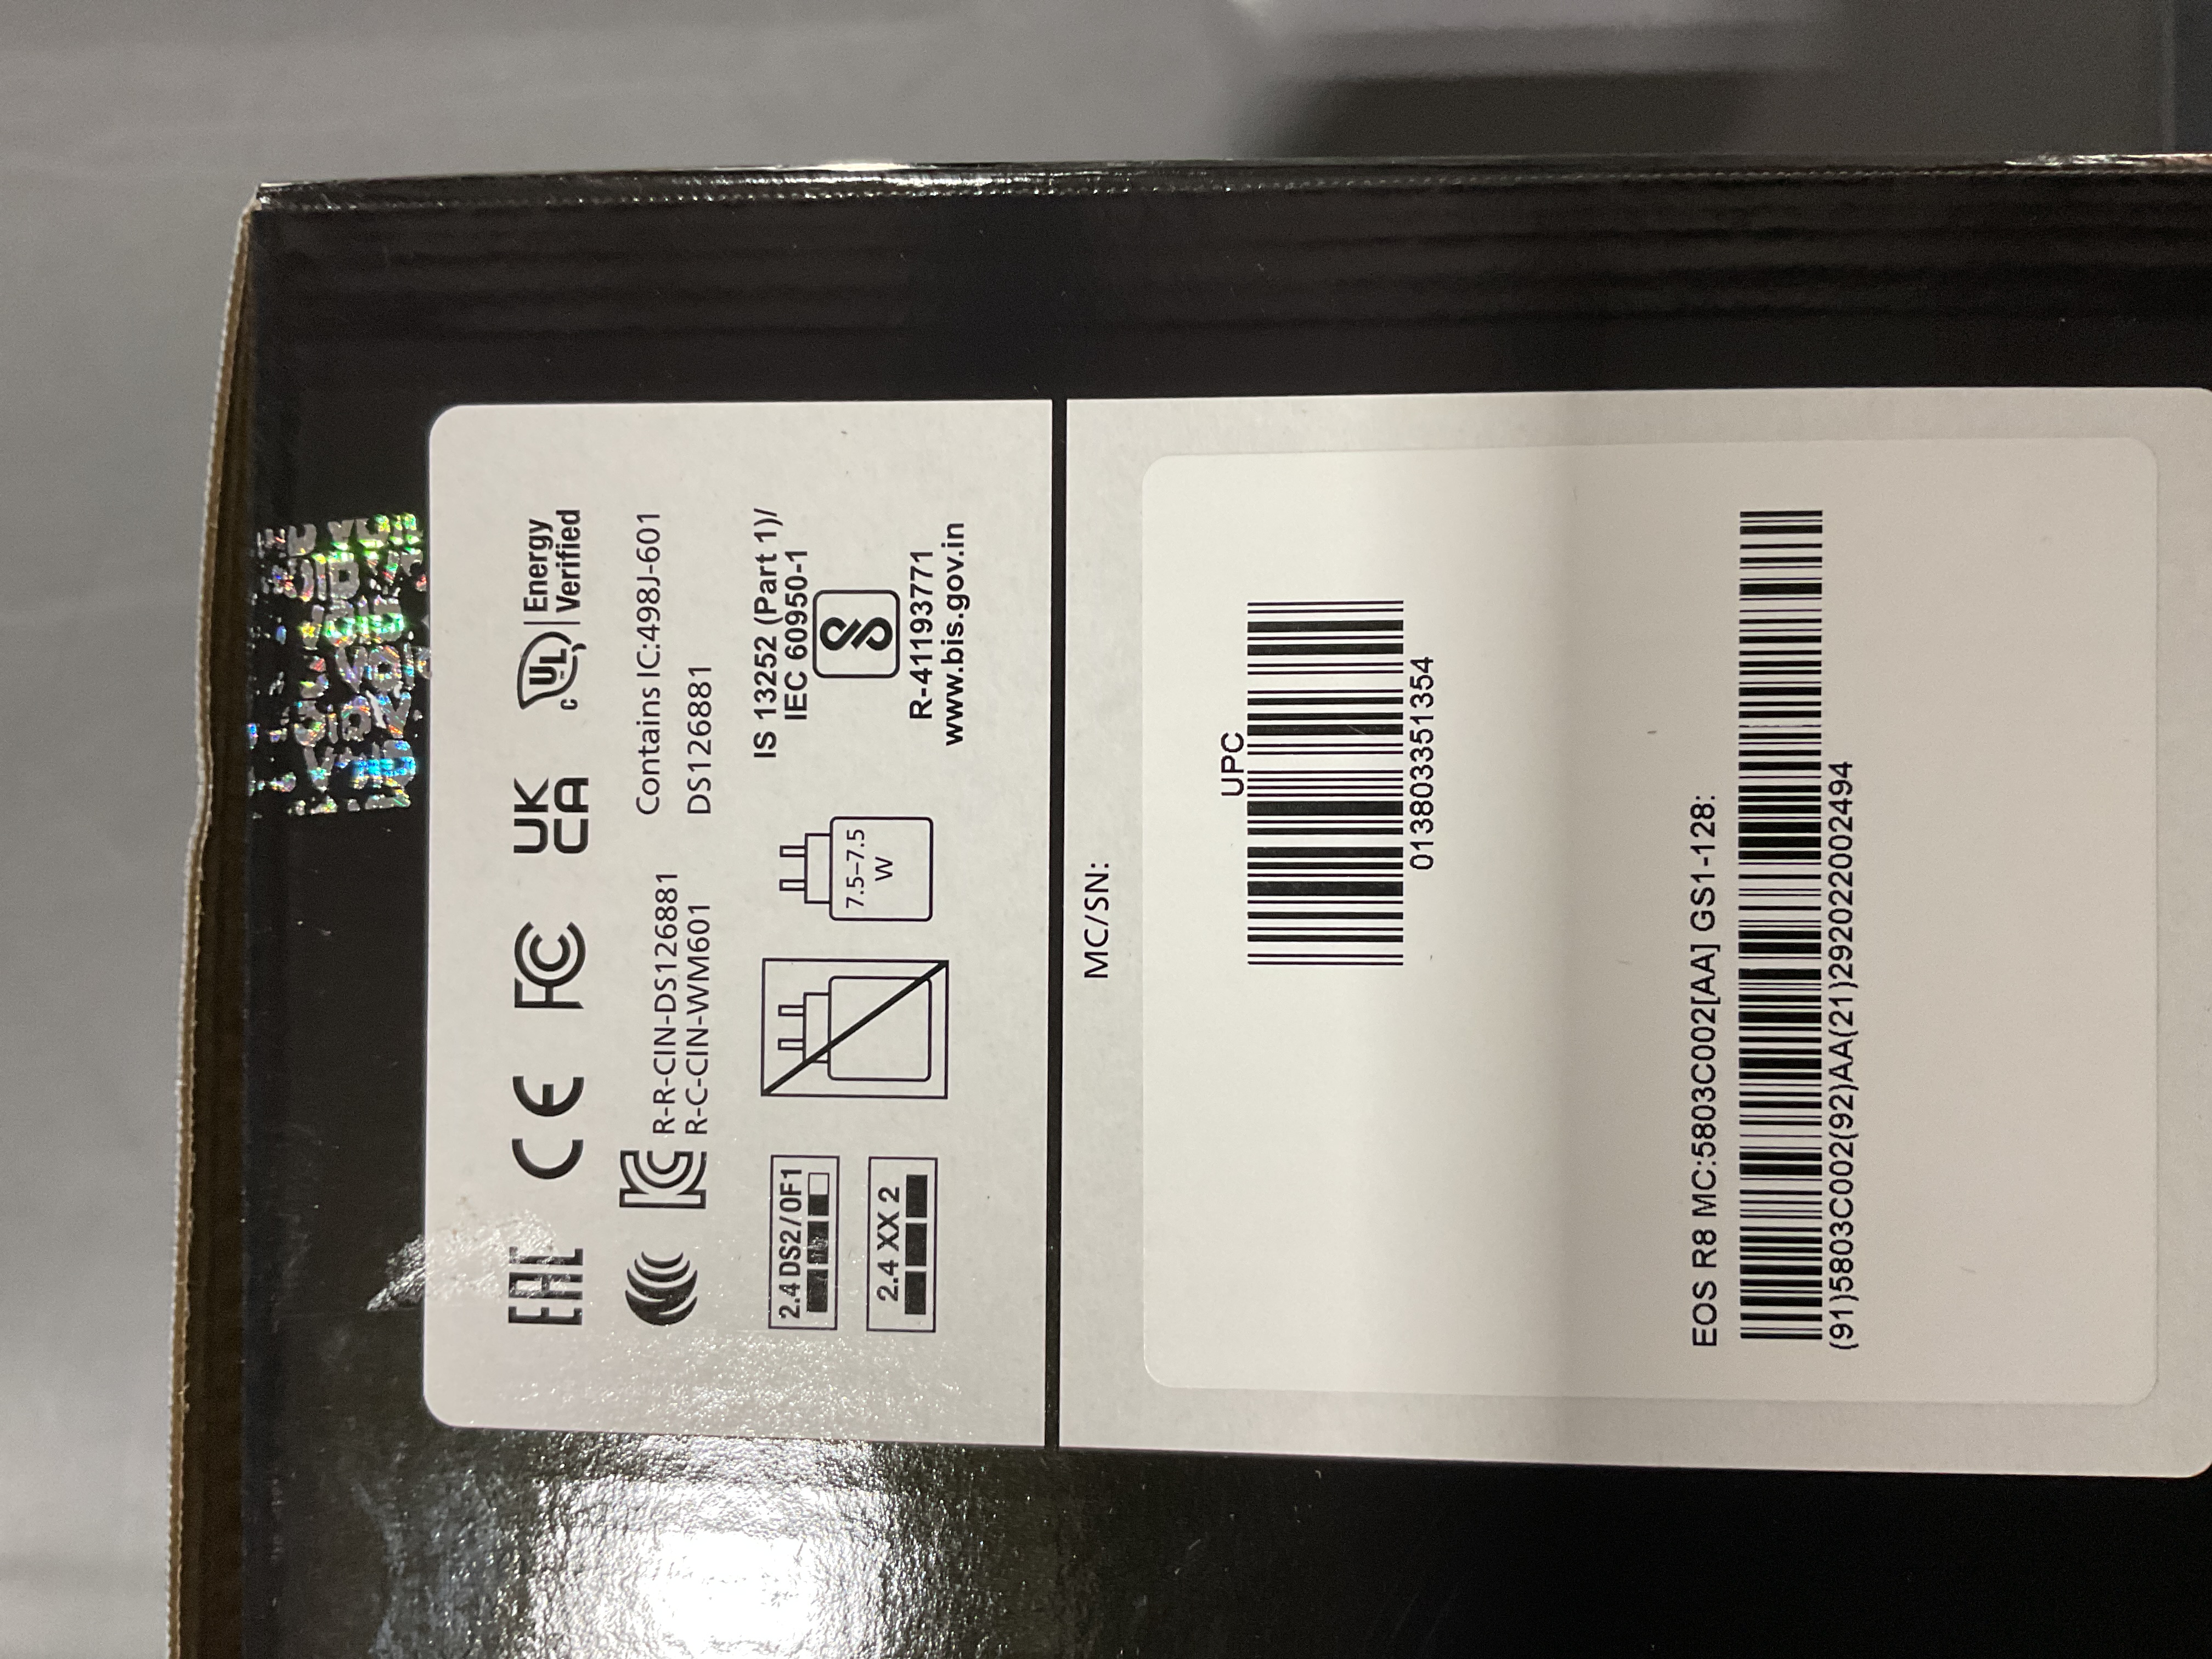 EAC CE FC UK CA c UL Energy Verified
R-R-CIN-DS126881
R-C-CIN-WM601
Contains IC:498J-601
DS126881
2.4 DS2/0F1
2.4 XX 2
7.5–7.5
W
IS 13252 (Part 1)/
IEC 60950-1
R-41193771
www.bis.gov.in
MC/SN:
UPC
013803351354
EOS R8 MC:5803C002[AA] GS1-128:
(91)5803C002(92)AA(21)292022002494